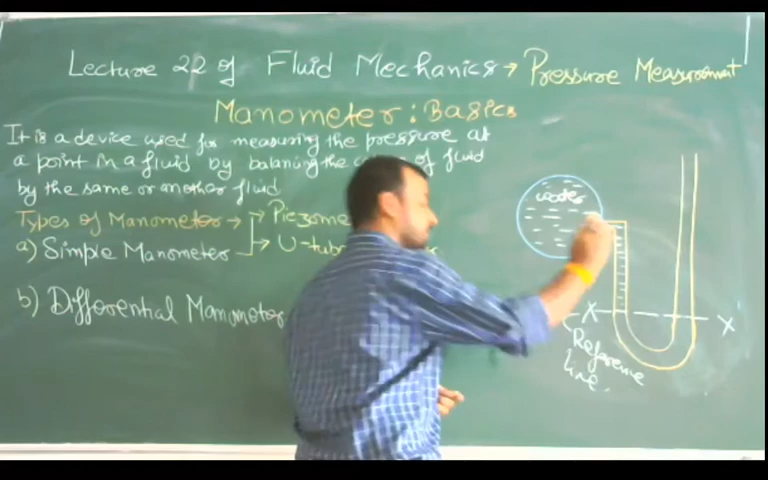 Lecture 22 of Fluid Mechanics → Pressure Measurement
Manometer: Basics
It is a device used for measuring the pressure at
a point in a fluid by balancing the of fluid
by the same or another fluid
Types of Manometer →
→ Piezome
a) Simple Manometer
→ U-tub
b) Differential Manometer
water
X X
(Reference
line.